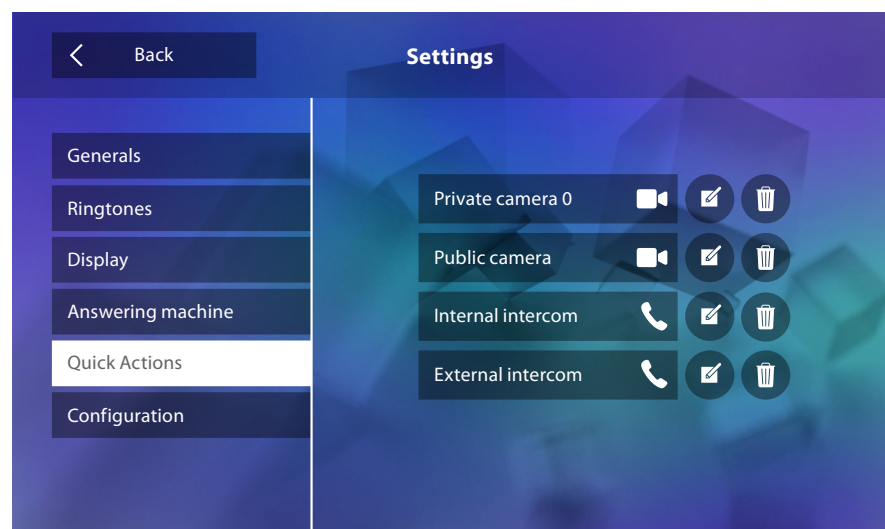 Back
Settings
Generals
Ringtones
Display
Answering machine
Quick Actions
Configuration
Private camera 0
Public camera
Internal intercom
External intercom